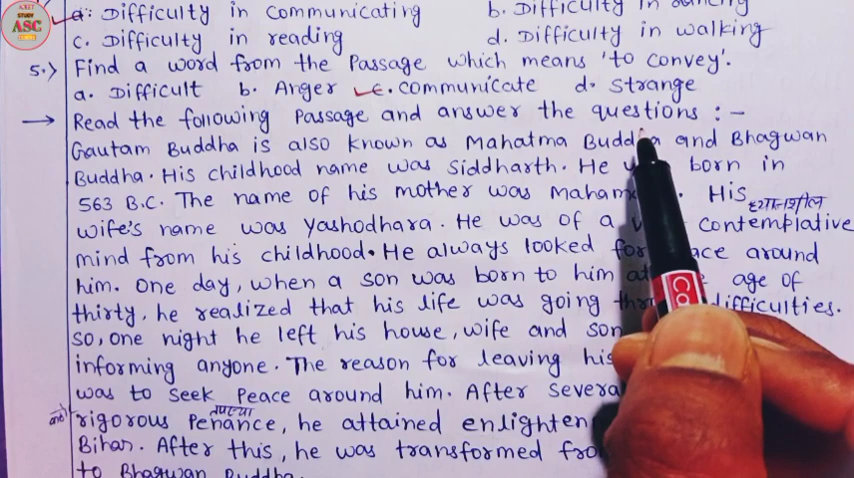 AJIT
STUDY
ASC
a. Difficulty in communicating b. Difficulty in dancing
c. Difficulty in reading d. Difficulty in walking
5.) Find a word from the Passage which means 'to convey'.
a. Difficult b. Anger c. communicate d. Strange
→ Read the following Passage and answer the questions : -
Gautam Buddha is also known as Mahatma Buddha and Bhagwan
Buddha. His childhood name was Siddharth. He born in
563 B.C. The name of his mother was Maham His
ध्यानशील
wife's name was Yashodhara. He was of a contemplative
mind from his childhood. He always looked for around
him. One day, when a son was born to him at age of
thirty, he realized that his life was going difficulties.
so, one night he left his house, wife and son
informing anyone. The reason for leaving his
was to seek Peace around him. After
तपस्या
rigorous Penance, he attained
Bihar. After this, he was transformed
to Bhagwan Buddha.